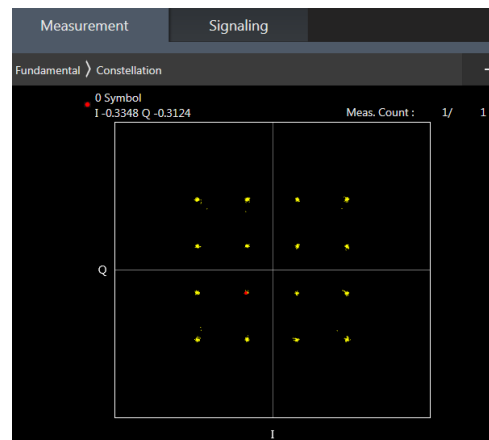 Measurement Signaling
Fundamental 〉 Constellation
0 Symbol
I -0.3348 Q -0.3124 Meas. Count : 1/ 1
Q
I